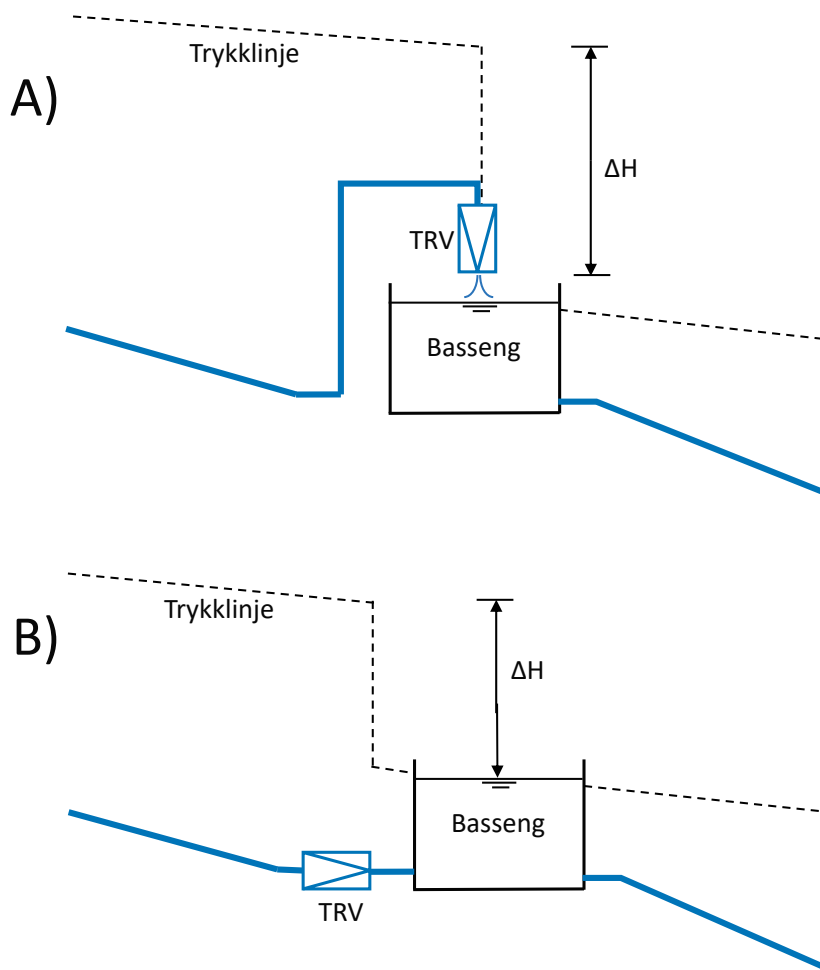 Trykklinje
A)
ΔH
TRV
Basseng
Trykklinje
B)
ΔH
Basseng
TRV